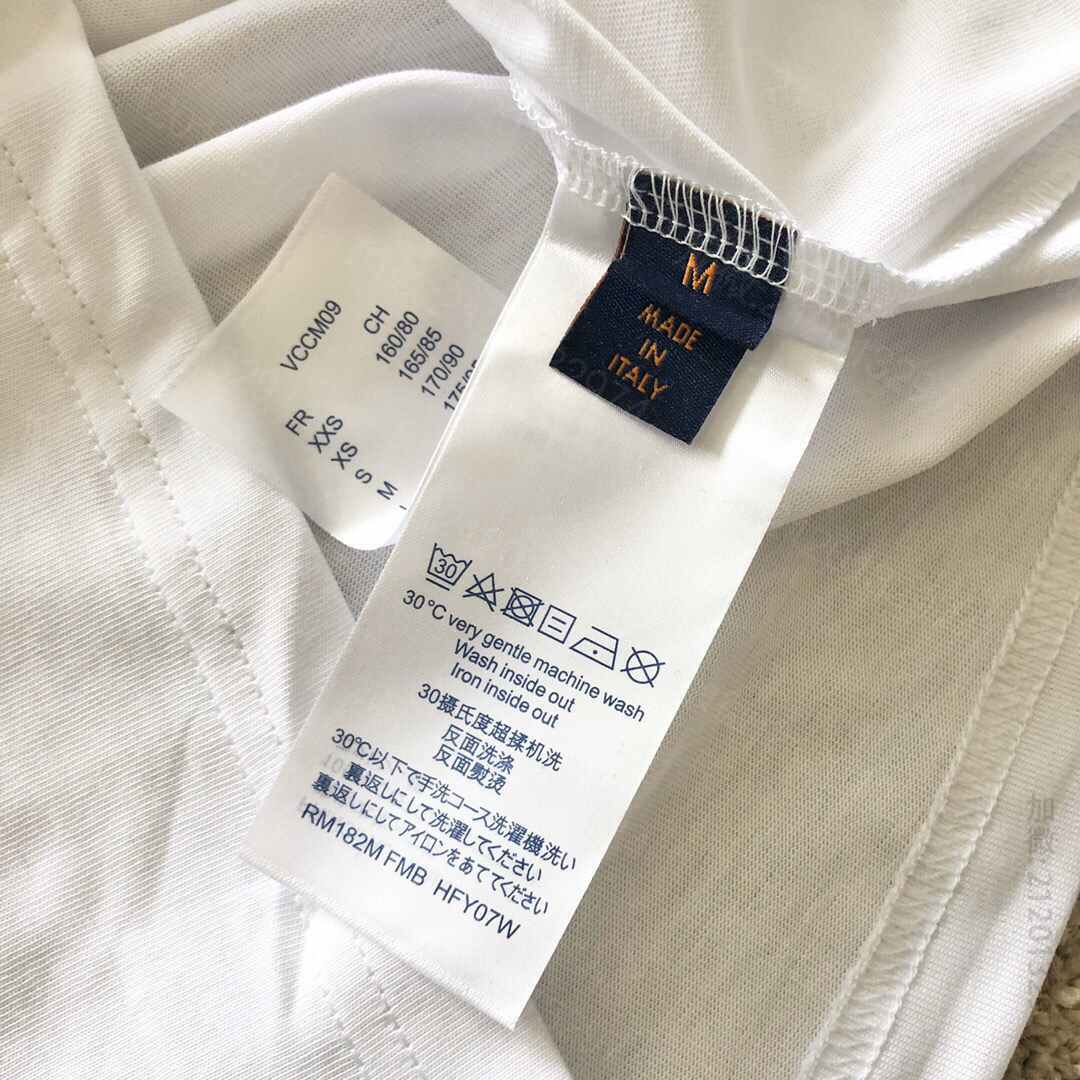 M
MADE
IN
ITALY
VCCM09
CH
160/80
165/85
170/90
FR
XXS
XS
S
M
30
30°C very gentle machine wash
Wash inside out
Iron inside out
30摄氏度超揉机洗
反面洗涤
反面熨烫
30℃以下で手洗コース洗濯機洗い
裏返しにして洗濯してください
裏返しにしてアイロンをあててください
RM182M FMB HFY07W